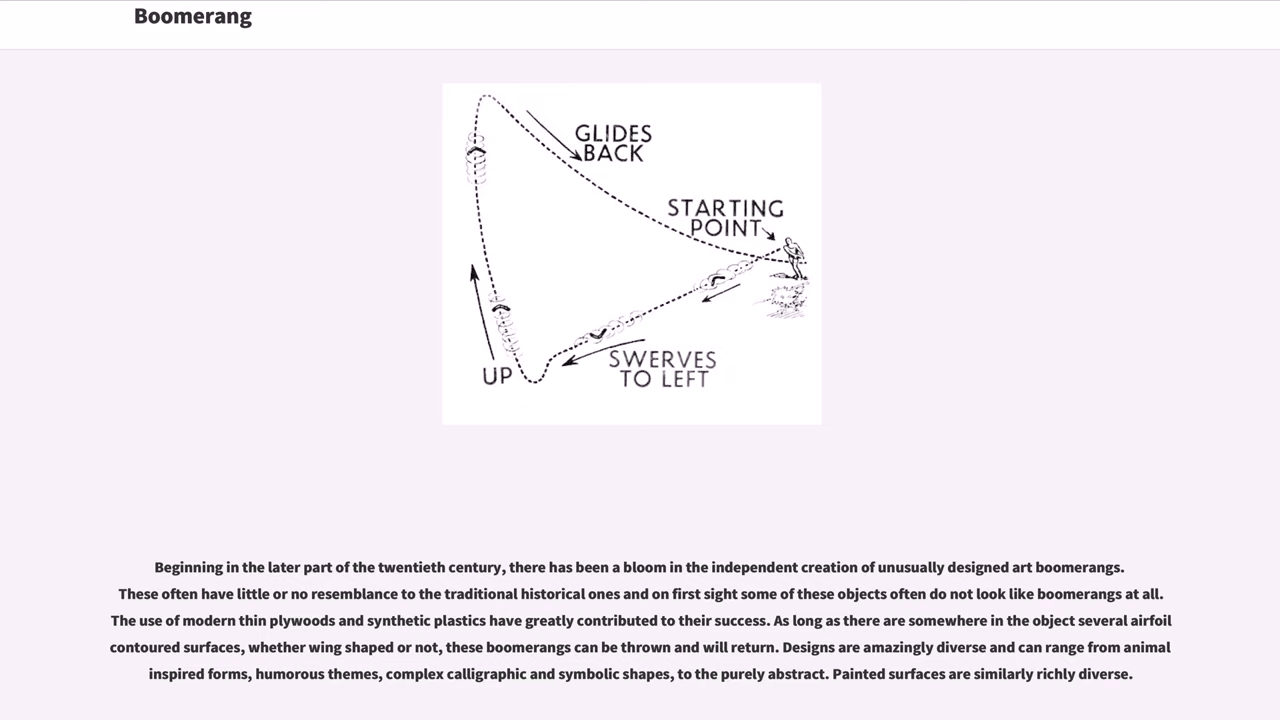 Boomerang
GLIDES
BACK
STARTING
POINT
SWERVES
TO LEFT
UP
Beginning in the later part of the twentieth century, there has been a bloom in the independent creation of unusually designed art boomerangs.
These often have little or no resemblance to the traditional historical ones and on first sight some of these objects often do not look like boomerangs at all.
The use of modern thin plywoods and synthetic plastics have greatly contributed to their success. As long as there are somewhere in the object several airfoil
contoured surfaces, whether wing shaped or not, these boomerangs can be thrown and will return. Designs are amazingly diverse and can range from animal
inspired forms, humorous themes, complex calligraphic and symbolic shapes, to the purely abstract. Painted surfaces are similarly richly diverse.